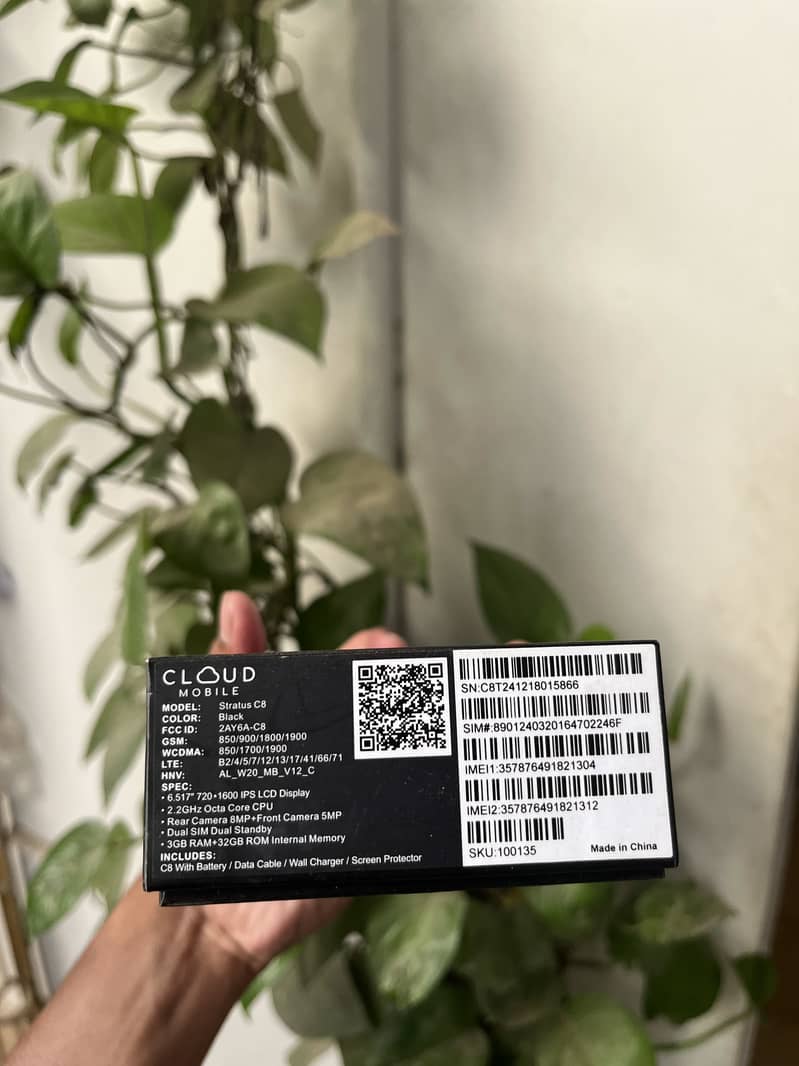 CLOUD
MOBILE
MODEL: Stratus C8
COLOR: Black
FCC ID: 2AY6A-C8
GSM: 850/900/1800/1900
WCDMA: 850/1700/1900
LTE: B2/4/5/7/12/13/17/41/66/71
HNV: AL_W20_MB_V12_C
SPEC:
• 6.517" 720*1600 IPS LCD Display
• 2.2GHz Octa Core CPU
• Rear Camera 8MP+Front Camera 5MP
• Dual SIM Dual Standby
• 3GB RAM+32GB ROM Internal Memory
INCLUDES:
C8 With Battery / Data Cable / Wall Charger / Screen Protector
SN:C8T241218015866
SIM#:8901240320164702246F
IMEI1:357876491821304
IMEI2:357876491821312
SKU:100135
Made in China